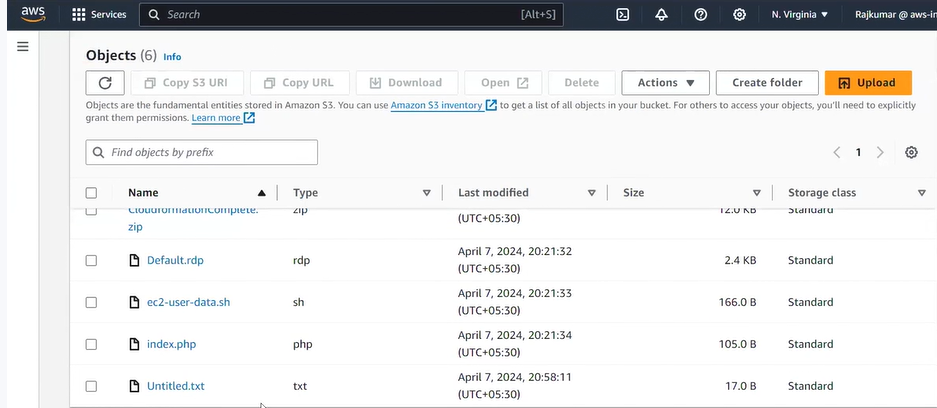 aws
Services
Search
[Alt+S]
N. Virginia
Rajkumar @ aws-in
Objects (6) Info
Copy S3 URI
Copy URL
Download
Open
Delete
Actions
Create folder
Upload
Objects are the fundamental entities stored in Amazon S3. You can use Amazon S3 inventory to get a list of all objects in your bucket. For others to access your objects, you'll need to explicitly
grant them permissions. Learn more
Find objects by prefix
1
Name Type Last modified Size Storage class
CloudformationComplete.
zip
zip
(UTC+05:30)
12.0 KB
Standard
Default.rdp
rdp
April 7, 2024, 20:21:32
(UTC+05:30)
2.4 KB
Standard
ec2-user-data.sh
sh
April 7, 2024, 20:21:33
(UTC+05:30)
166.0 B
Standard
index.php
php
April 7, 2024, 20:21:34
(UTC+05:30)
105.0 B
Standard
Untitled.txt
txt
April 7, 2024, 20:58:11
(UTC+05:30)
17.0 B
Standard